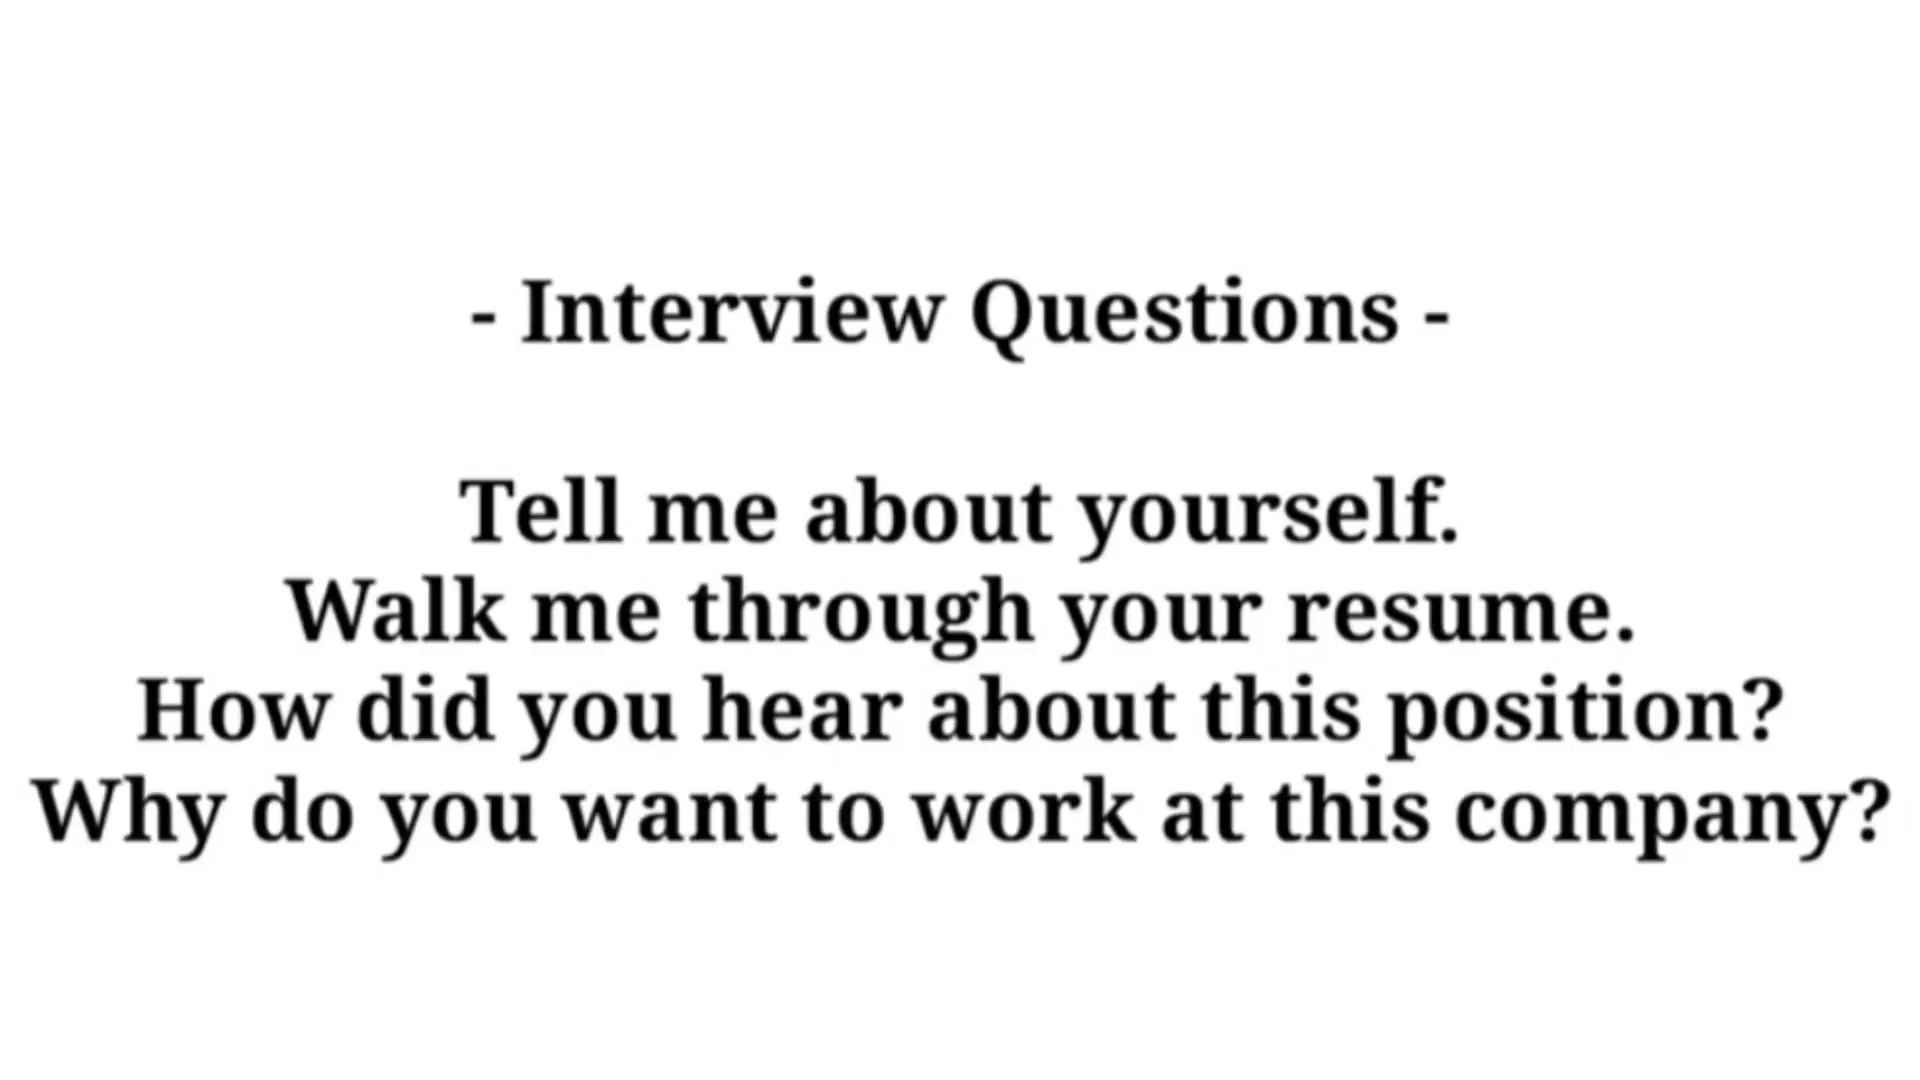 - Interview Questions -
Tell me about yourself.
Walk me through your resume.
How did you hear about this position?
Why do you want to work at this company?